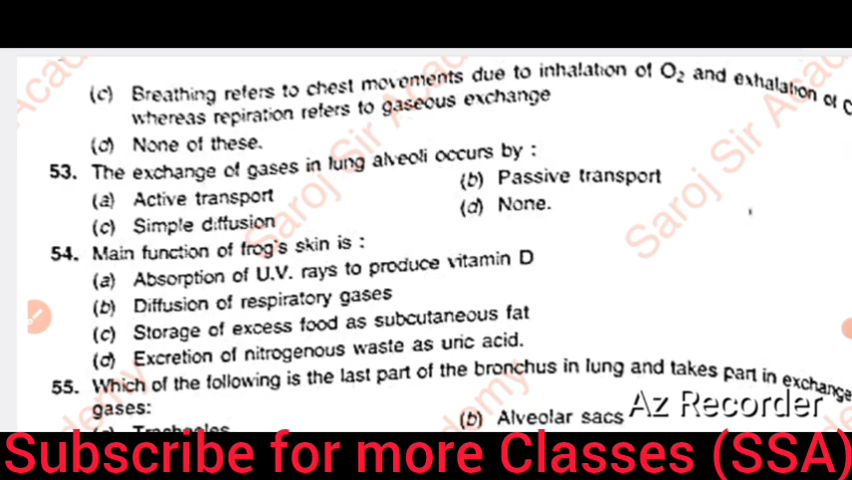 (c) Breathing refers to chest movements due to inhalation of O2 and exhalation of C
whereas repiration refers to gaseous exchange
(d) None of these.
53. The exchange of gases in lung alveoli occurs by :
(a) Active transport (b) Passive transport
(c) Simple diffusion (d) None.
54. Main function of frog's skin is :
(a) Absorption of U.V. rays to produce vitamin D
(b) Diffusion of respiratory gases
(c) Storage of excess food as subcutaneous fat
(d) Excretion of nitrogenous waste as uric acid.
55. Which of the following is the last part of the bronchus in lung and takes part in exchange
gases:
(b) Alveolar sacs
Az Recorder
Saroj Sir Academy
Saroj Sir Aca
Subscribe for more Classes (SSA)